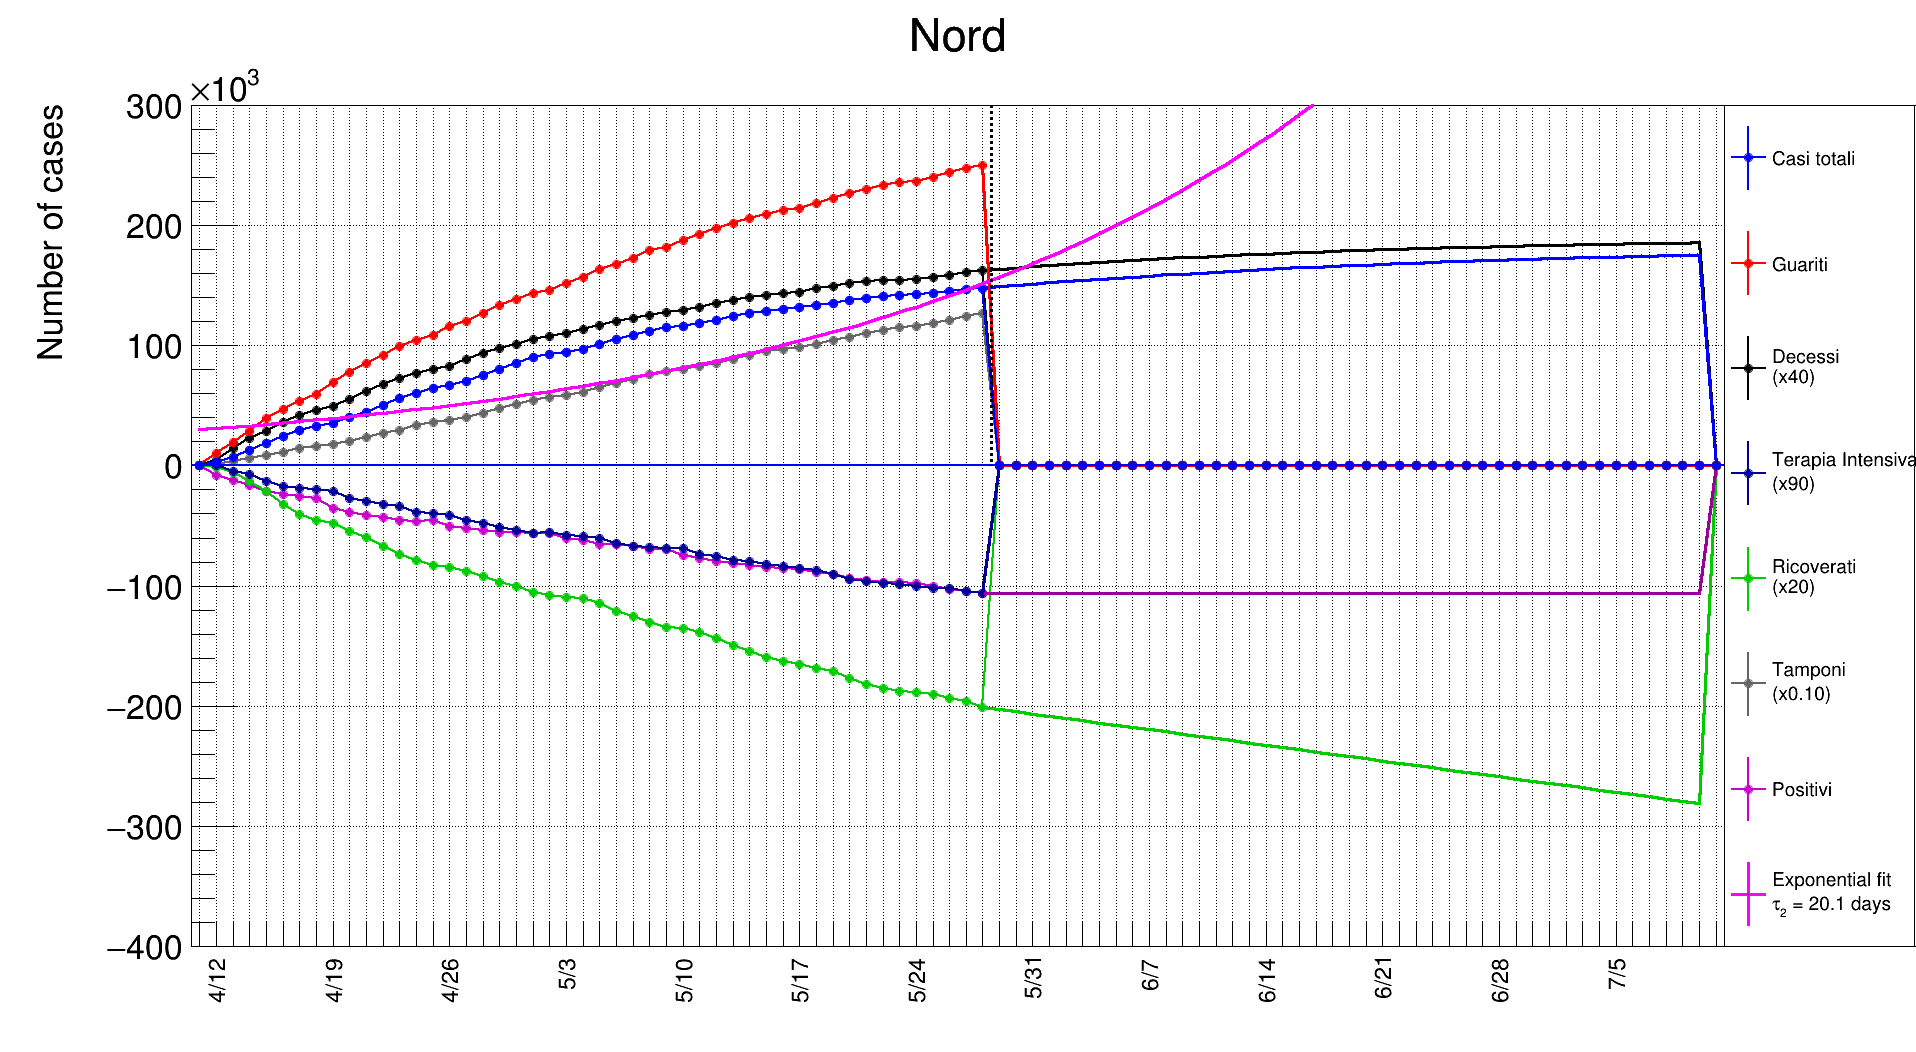 Nord
×10³
Number of cases
300
200
100
0
−100
−200
−300
−400
4/12
4/19
4/26
5/3
5/10
5/17
5/24
5/31
6/7
6/14
6/21
6/28
7/5
Casi totali
Guariti
Decessi
(x40)
Terapia Intensiva
(x90)
Ricoverati
(x20)
Tamponi
(x0.10)
Positivi
Exponential fit
τ₂ = 20.1 days